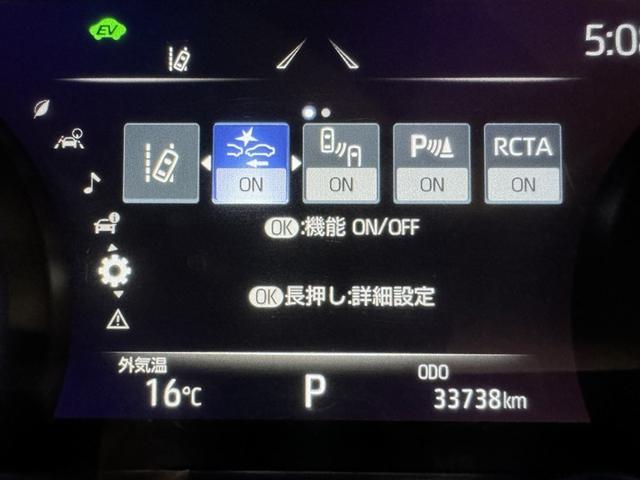 EV
5:08
P RCTA
ON ON ON ON
OK:機能 ON/OFF
OK長押し:詳細設定
外気温 ODO
16℃ P 33738km